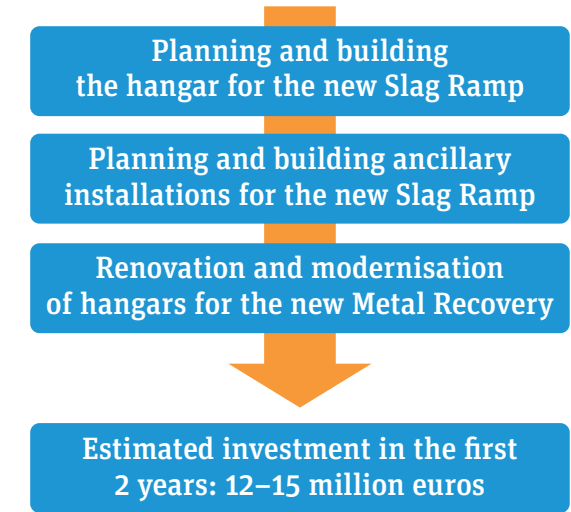 Planning and building
the hangar for the new Slag Ramp
Planning and building ancillary
installations for the new Slag Ramp
Renovation and modernisation
of hangars for the new Metal Recovery
Estimated investment in the first
2 years: 12–15 million euros